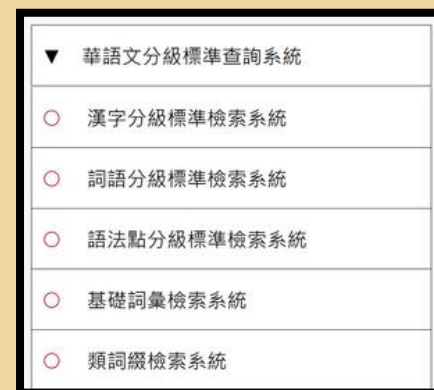 ▼ 華語文分級標準查詢系統
○ 漢字分級標準檢索系統
○ 詞語分級標準檢索系統
○ 語法點分級標準檢索系統
○ 基礎詞彙檢索系統
○ 類詞綴檢索系統